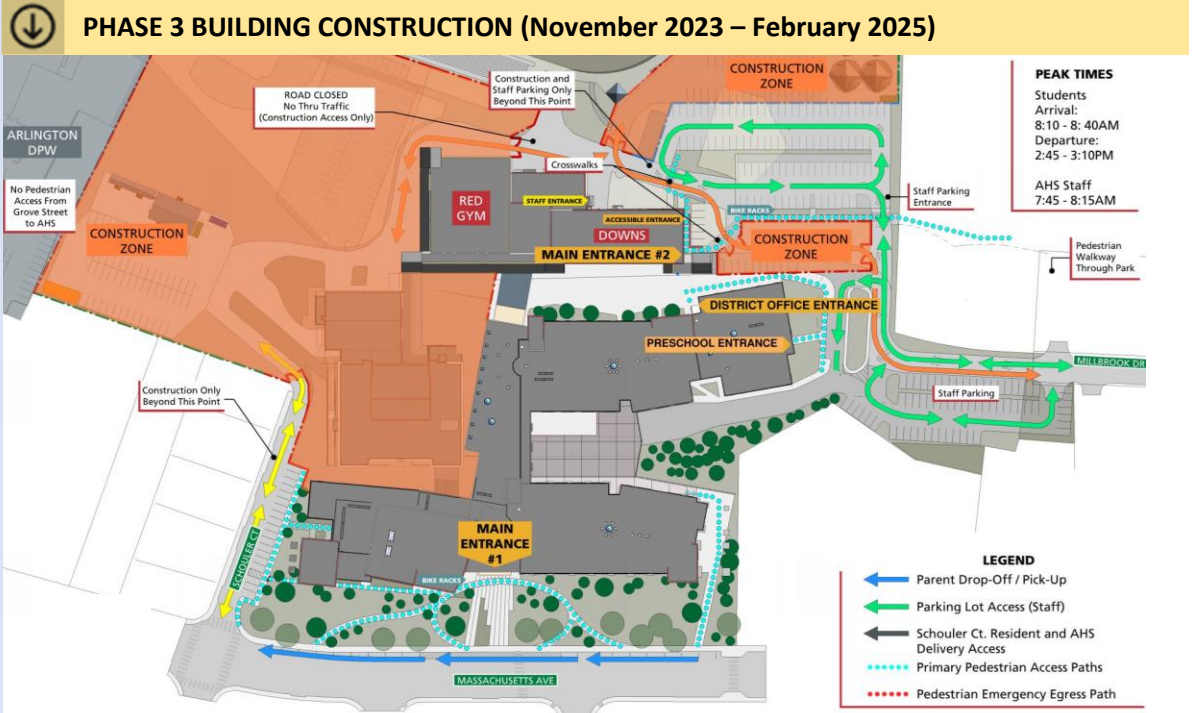 PHASE 3 BUILDING CONSTRUCTION (November 2023 – February 2025)
CONSTRUCTION
ZONE
Construction and
Staff Parking Only
Beyond This Point
ROAD CLOSED
No Thru Traffic
(Construction Access Only)
PEAK TIMES
Students
Arrival:
8:10 - 8: 40AM
Departure:
2:45 - 3:10PM
AHS Staff
7:45 - 8:15AM
ARLINGTON
DPW
Crosswalks
No Pedestrian
Access From
Grove Street
to AHS
RED
GYM
STAFF ENTRANCE
Staff Parking
Entrance
BIKE RACKS
ACCESSIBLE ENTRANCE
DOWNS
CONSTRUCTION
ZONE
CONSTRUCTION
ZONE
MAIN ENTRANCE #2
Pedestrian
Walkway
Through Park
DISTRICT OFFICE ENTRANCE
PRESCHOOL ENTRANCE
MILLBROOK DR
Construction Only
Beyond This Point
Staff Parking
MAIN
ENTRANCE
#1
SCHOULER CT
BIKE RACKS
MASSACHUSETTS AVE
LEGEND
Parent Drop-Off / Pick-Up
Parking Lot Access (Staff)
Schouler Ct. Resident and AHS
Delivery Access
Primary Pedestrian Access Paths
Pedestrian Emergency Egress Path